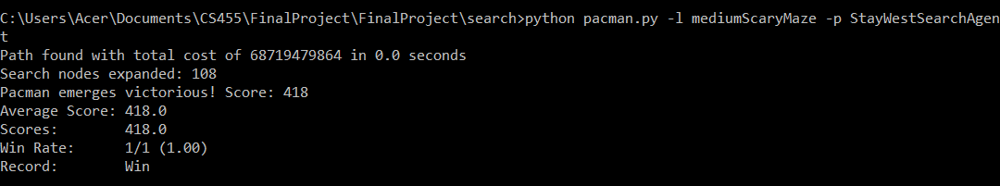 C:\Users\Acer\Documents\CS455\FinalProject\FinalProject\search>python pacman.py -l mediumScaryMaze -p StayWestSearchAgen
t
Path found with total cost of 68719479864 in 0.0 seconds
Search nodes expanded: 108
Pacman emerges victorious! Score: 418
Average Score: 418.0
Scores:        418.0
Win Rate:      1/1 (1.00)
Record:        Win